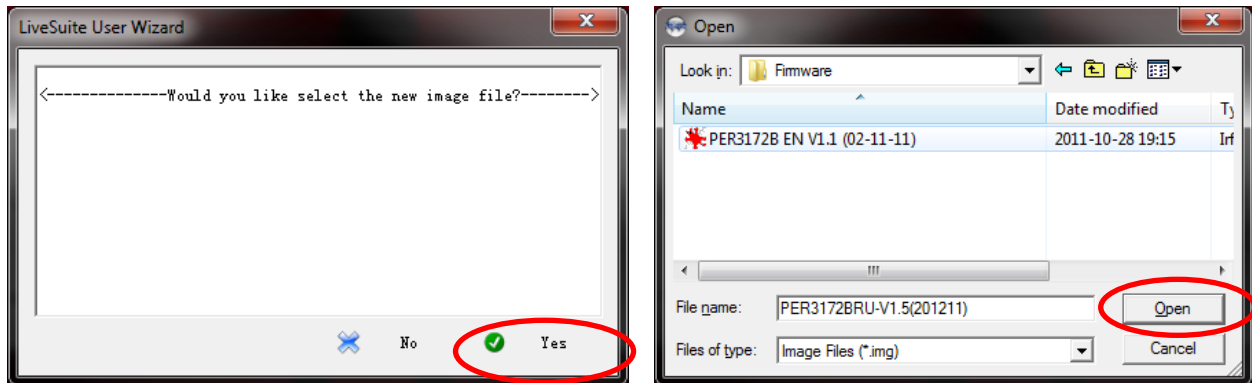 LiveSuite User Wizard
<--------------Would you like select the new image file?-------->
No Yes
Open
Look in: Firmware
Name Date modified Ty
PER3172B EN V1.1 (02-11-11) 2011-10-28 19:15 Irf
File name: PER3172BRU-V1.5(201211) Open
Files of type: Image Files (*.img) Cancel